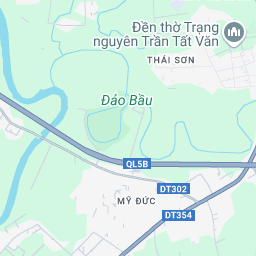 Đền thờ Trạng
nguyên Trần Tất Văn
THÁI SƠN
Đảo Bầu
QL5B
DT302
MỸ ĐỨC
DT354